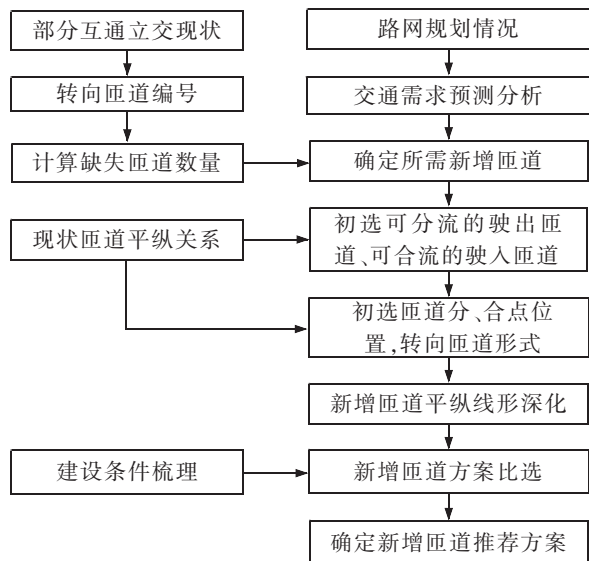 部分互通立交现状
路网规划情况
转向匝道编号
交通需求预测分析
计算缺失匝道数量
确定所需新增匝道
现状匝道平纵关系
初选可分流的驶出匝
道、可合流的驶入匝道
初选匝道分、合点位
置,转向匝道形式
新增匝道平纵线形深化
建设条件梳理
新增匝道方案比选
确定新增匝道推荐方案